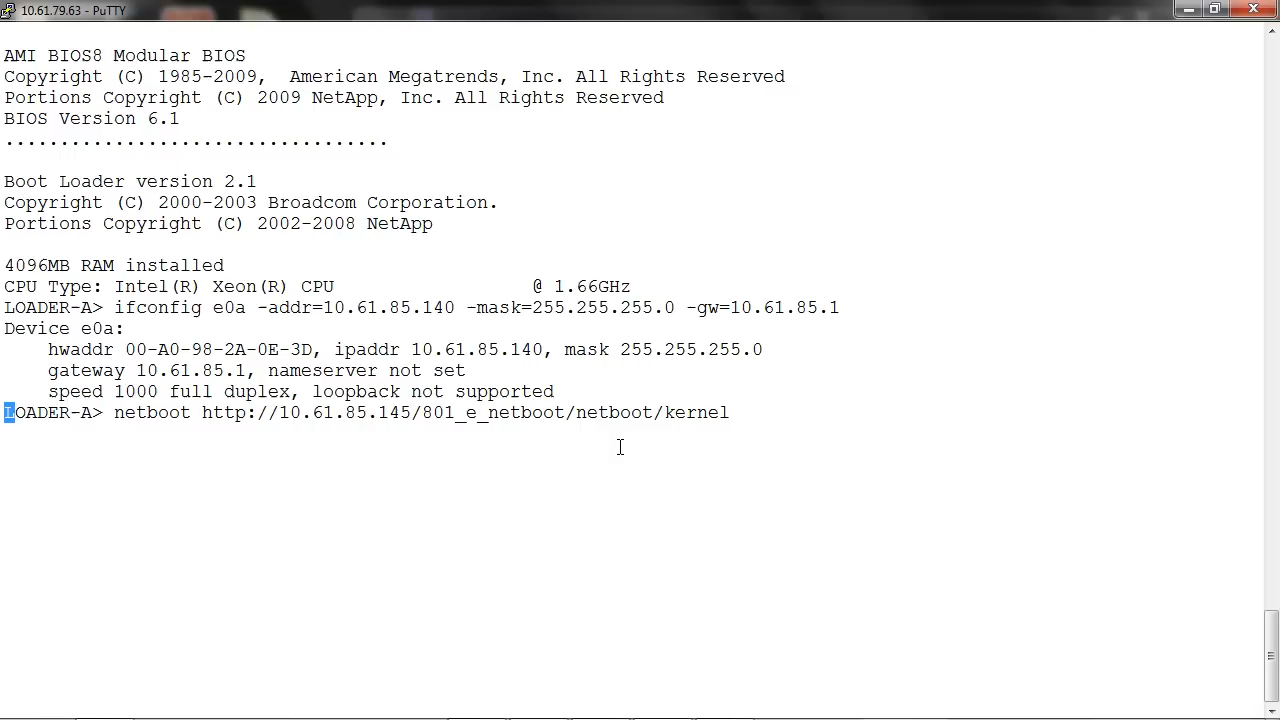 10.61.79.63 - PuTTY
AMI BIOS8 Modular BIOS
Copyright (C) 1985-2009,  American Megatrends, Inc. All Rights Reserved
Portions Copyright (C) 2009 NetApp, Inc. All Rights Reserved
BIOS Version 6.1
...................................
Boot Loader version 2.1
Copyright (C) 2000-2003 Broadcom Corporation.
Portions Copyright (C) 2002-2008 NetApp
4096MB RAM installed
CPU Type: Intel(R) Xeon(R) CPU                  @ 1.66GHz
LOADER-A> ifconfig e0a -addr=10.61.85.140 -mask=255.255.255.0 -gw=10.61.85.1
Device e0a:
    hwaddr 00-A0-98-2A-0E-3D, ipaddr 10.61.85.140, mask 255.255.255.0
    gateway 10.61.85.1, nameserver not set
    speed 1000 full duplex, loopback not supported
LOADER-A> netboot http://10.61.85.145/801_e_netboot/netboot/kernel